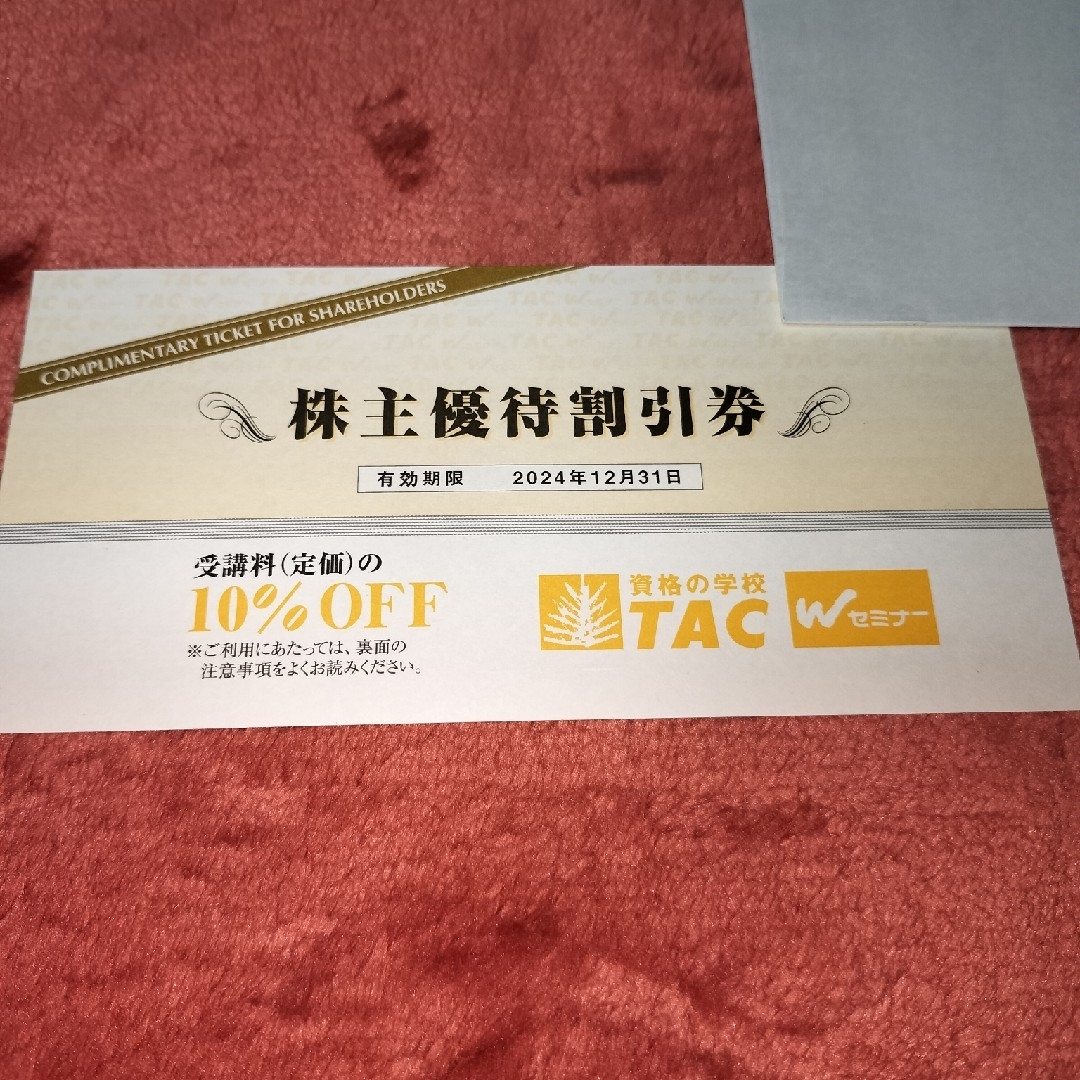 COMPLIMENTARY TICKET FOR SHAREHOLDERS
株主優待割引券
有効期限 2024年12月31日
受講料(定価)の
10%OFF
※ご利用にあたっては、裏面の
注意事項をよくお読みください。
資格の学校
TAC
Wセミナー